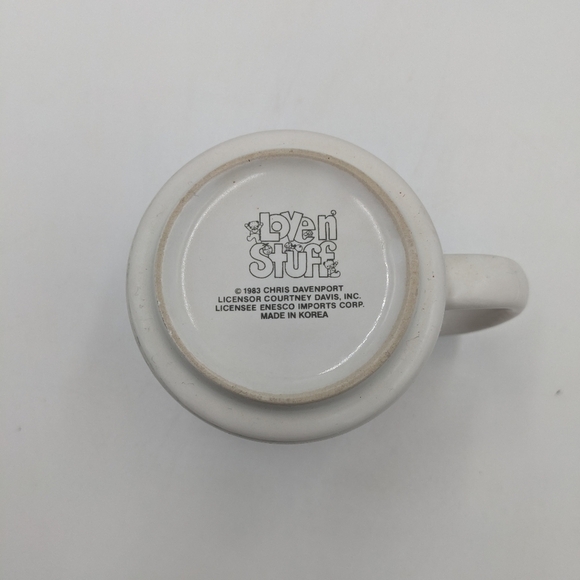 Love n'
Stuff
© 1983 CHRIS DAVENPORT
LICENSOR COURTNEY DAVIS, INC.
LICENSEE ENESCO IMPORTS CORP.
MADE IN KOREA